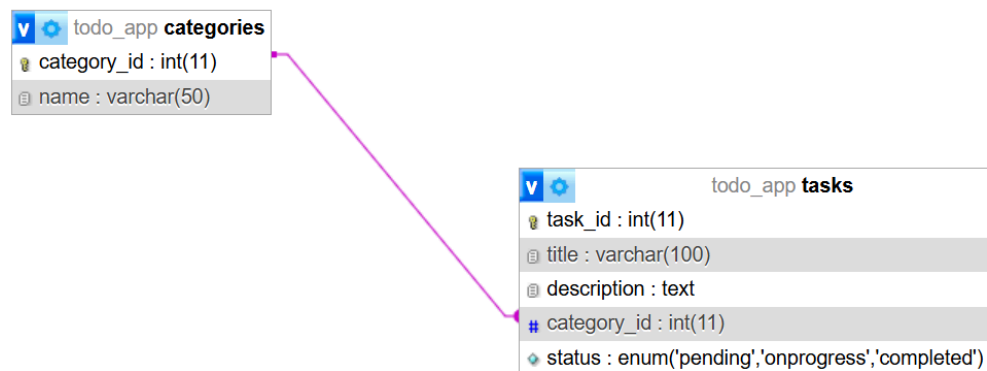 v todo_app categories
category_id : int(11)
name : varchar(50)
v todo_app tasks
task_id : int(11)
title : varchar(100)
description : text
# category_id : int(11)
status : enum('pending','onprogress','completed')